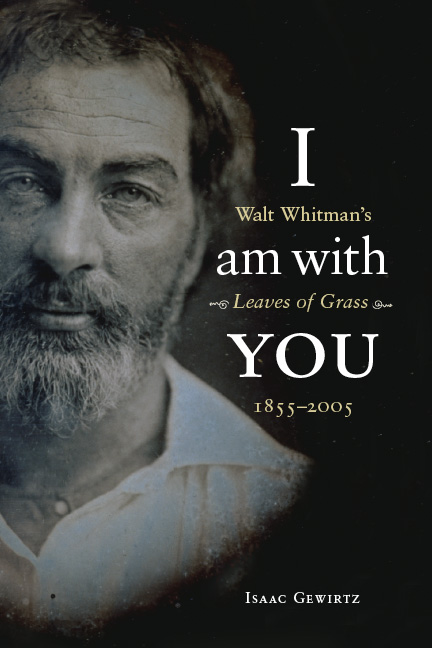 I
Walt Whitman's
am with
Leaves of Grass
YOU
1855–2005
Isaac Gewirtz